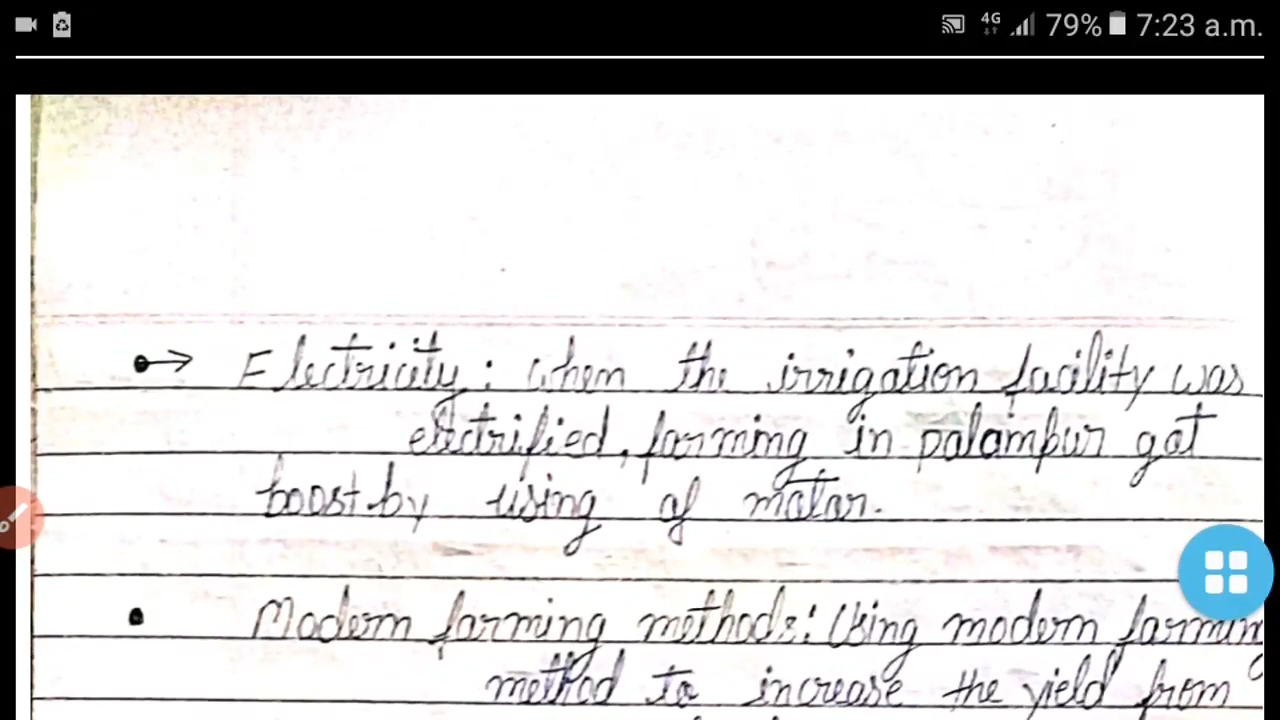 4G 79% 7:23 a.m.
Electricity: When the irrigation facility was
electrified, farming in palampur got
boost by using of motor.
Modern farming methods: Using modern farming
method to increase the yield from